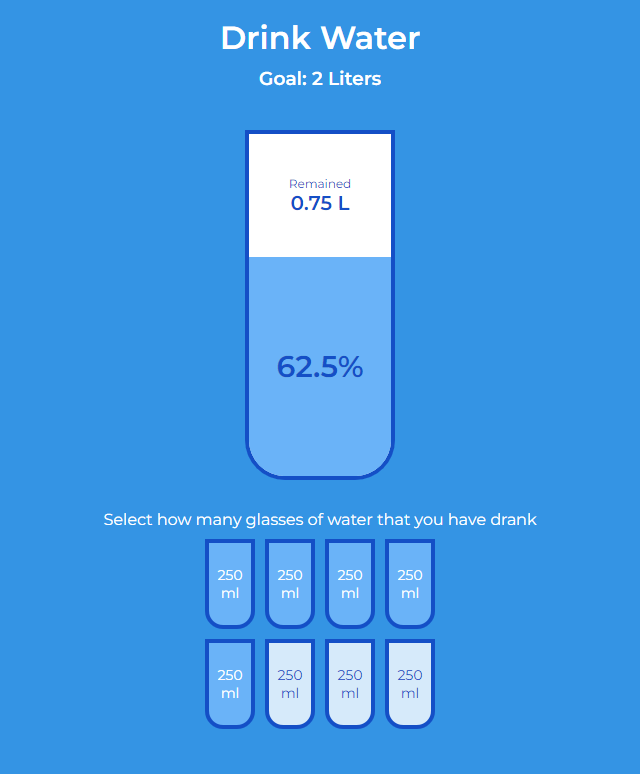 Drink Water
Goal: 2 Liters
Remained
0.75 L
62.5%
Select how many glasses of water that you have drank
250 250 250 250
ml ml ml ml
250 250 250 250
ml ml ml ml